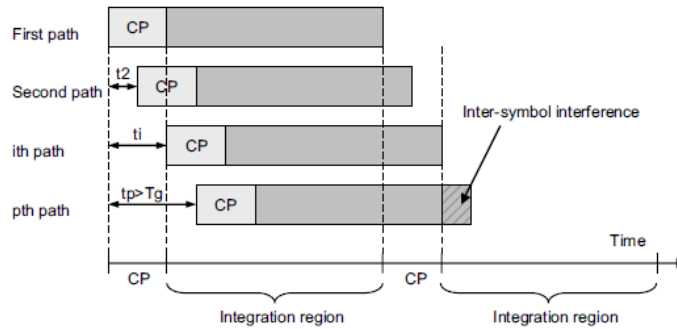 First path
CP
Second path
t2
CP
ith path
ti
CP
Inter-symbol interference
pth path
tp>Tg
CP
Time
CP
Integration region
CP
Integration region